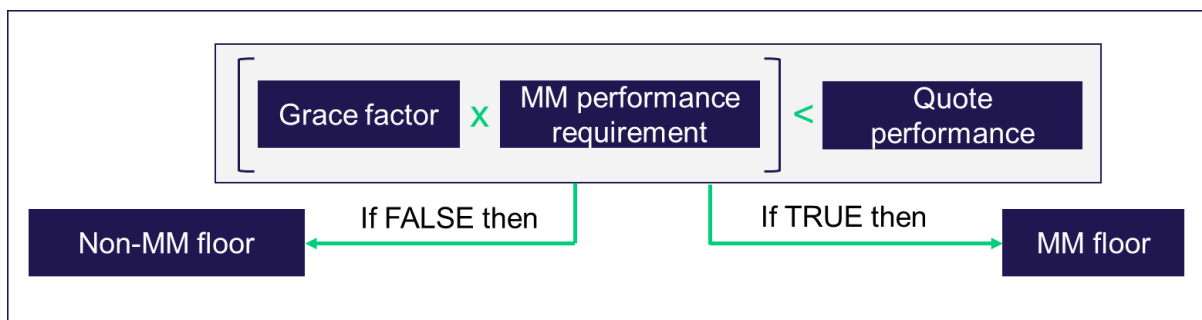 Grace factor
x
MM performance
requirement
<
Quote
performance
If FALSE then
If TRUE then
Non-MM floor
MM floor